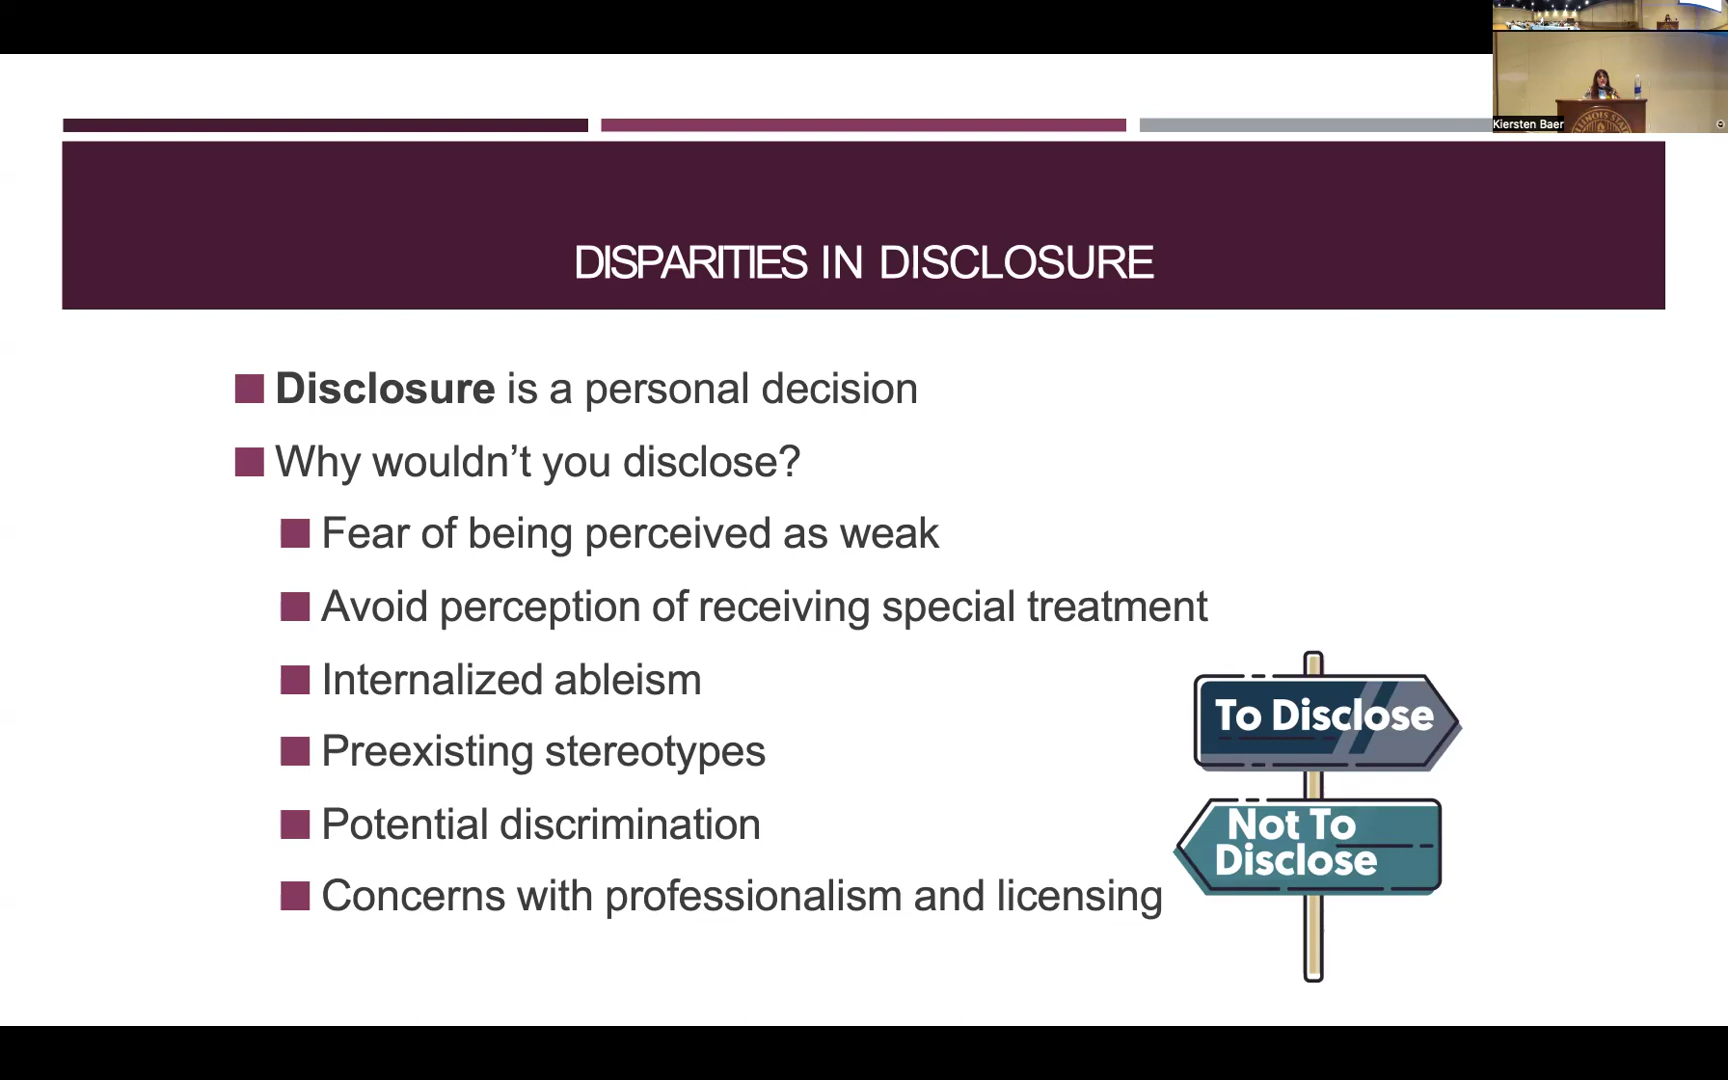 Kiersten Baer
ILLINOIS STATE
DISPARITIES IN DISCLOSURE
Disclosure is a personal decision
Why wouldn't you disclose?
Fear of being perceived as weak
Avoid perception of receiving special treatment
Internalized ableism
Preexisting stereotypes
Potential discrimination
Concerns with professionalism and licensing
To Disclose
Not To
Disclose